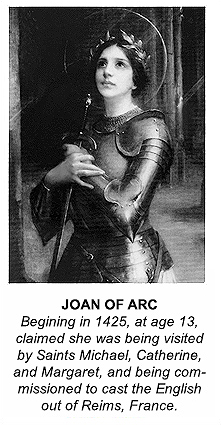 JOAN OF ARC
Begining in 1425, at age 13,
claimed she was being visited
by Saints Michael, Catherine,
and Margaret, and being com-
missioned to cast the English
out of Reims, France.